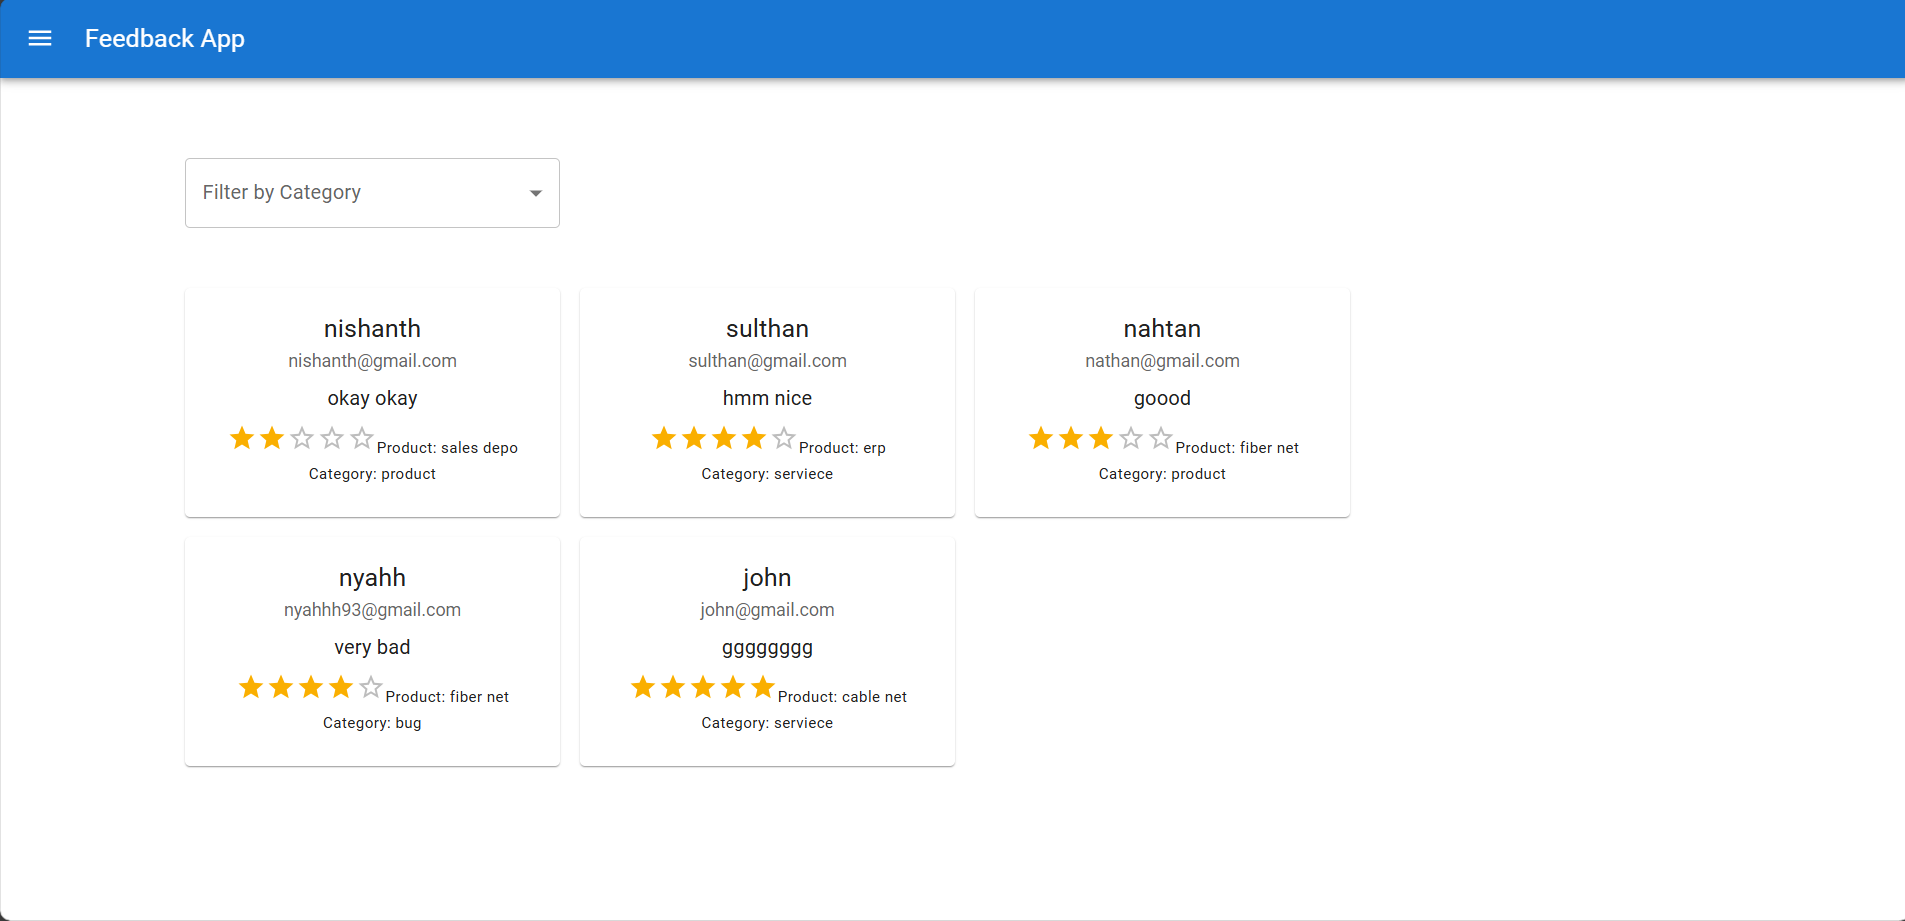 Feedback App
Filter by Category
nishanth
nishanth@gmail.com
okay okay
Product: sales depo
Category: product
sulthan
sulthan@gmail.com
hmm nice
Product: erp
Category: serviece
nahtan
nathan@gmail.com
goood
Product: fiber net
Category: product
nyahh
nyahhh93@gmail.com
very bad
Product: fiber net
Category: bug
john
john@gmail.com
gggggggg
Product: cable net
Category: serviece